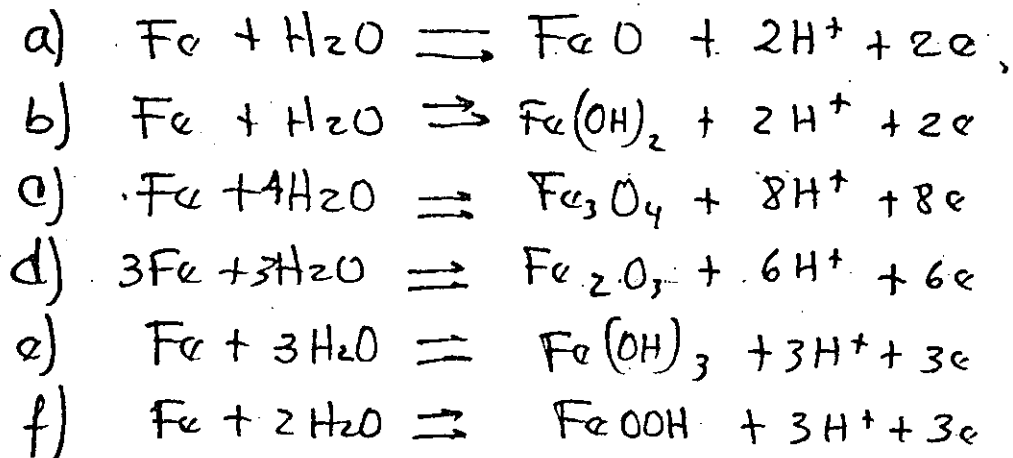 a) Fe + H2O ⇌ FeO + 2H⁺ + 2e,
b) Fe + H2O ⇌ Fe(OH)₂ + 2H⁺ + 2e
c) Fe + 4H2O ⇌ Fe₃O₄ + 8H⁺ + 8e
d) 3Fe + 3H2O ⇌ Fe₂O₃ + 6H⁺ + 6e
e) Fe + 3H2O ⇌ Fe(OH)₃ + 3H⁺ + 3e
f) Fe + 2H2O ⇌ FeOOH + 3H⁺ + 3e